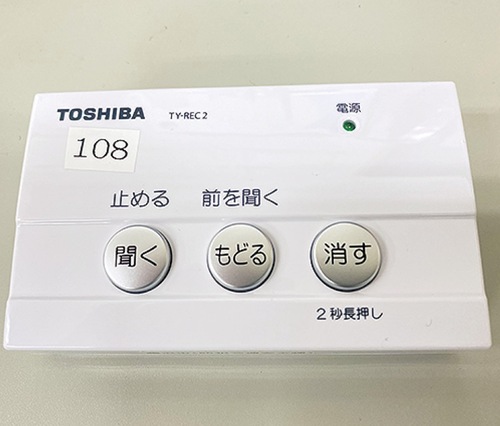 TOSHIBA TY-REC2 電源
108
止める 前を聞く
聞く もどる 消す
2秒長押し